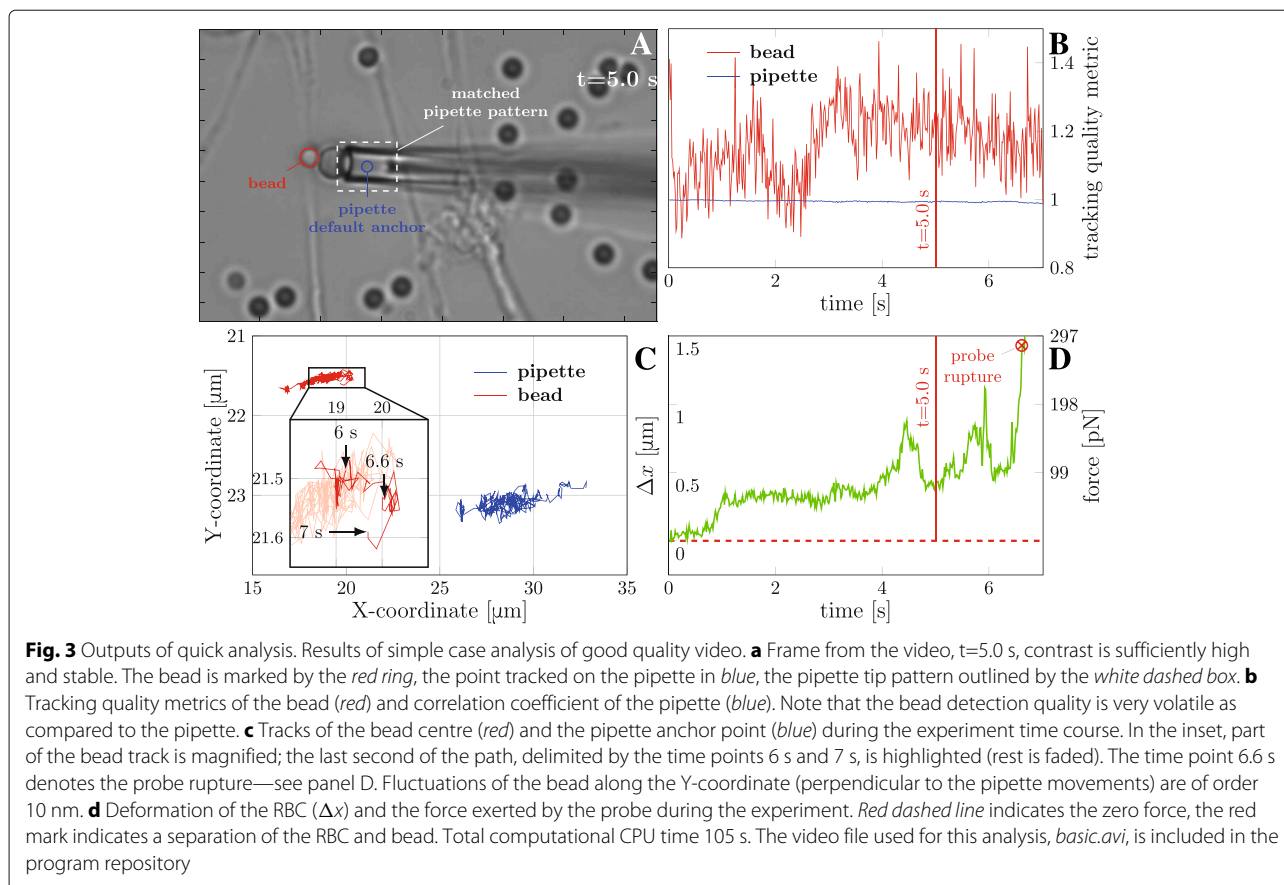 A
t=5.0 s
matched
pipette pattern
bead
pipette
default anchor
B
bead
pipette
1.4
1.2
1
0.8
tracking quality metric
t=5.0 s
0
2
4
6
time [s]
C
21
22
23
Y-coordinate [μm]
pipette
bead
19
20
6 s
6.6 s
21.5
7 s
21.6
15
20
25
30
35
X-coordinate [μm]
D
1.5
1
0.5
0
Δx [μm]
probe
rupture
t=5.0 s
297
198
99
force [pN]
0
2
4
6
time [s]
Fig. 3 Outputs of quick analysis. Results of simple case analysis of good quality video. a Frame from the video, t=5.0 s, contrast is sufficiently high
and stable. The bead is marked by the red ring, the point tracked on the pipette in blue, the pipette tip pattern outlined by the white dashed box. b
Tracking quality metrics of the bead (red) and correlation coefficient of the pipette (blue). Note that the bead detection quality is very volatile as
compared to the pipette. c Tracks of the bead centre (red) and the pipette anchor point (blue) during the experiment time course. In the inset, part
of the bead track is magnified; the last second of the path, delimited by the time points 6 s and 7 s, is highlighted (rest is faded). The time point 6.6 s
denotes the probe rupture—see panel D. Fluctuations of the bead along the Y-coordinate (perpendicular to the pipette movements) are of order
10 nm. d Deformation of the RBC (Δx) and the force exerted by the probe during the experiment. Red dashed line indicates the zero force, the red
mark indicates a separation of the RBC and bead. Total computational CPU time 105 s. The video file used for this analysis, basic.avi, is included in the
program repository